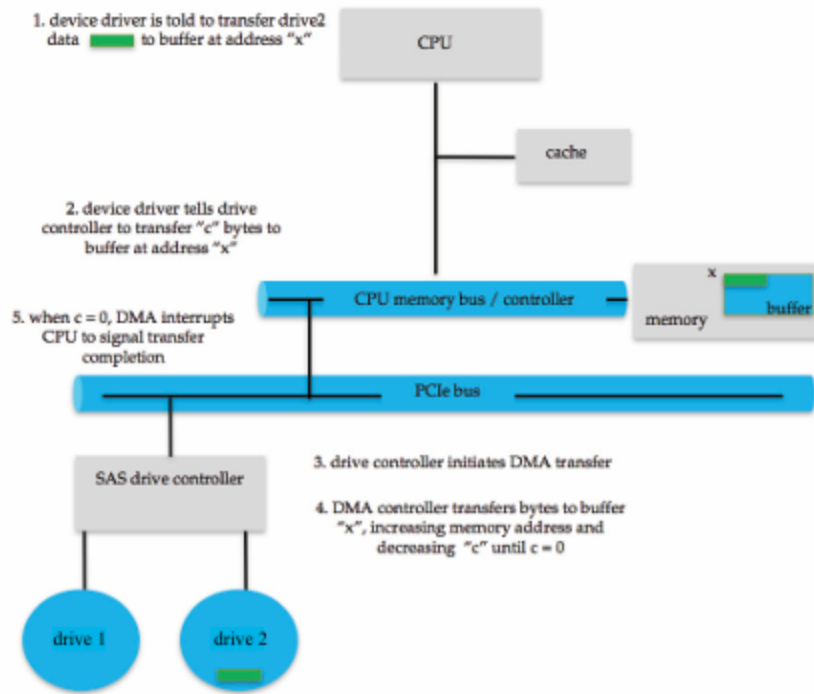 1. device driver is told to transfer drive2
data to buffer at address "x"
CPU
cache
2. device driver tells drive
controller to transfer "c" bytes to
buffer at address "x"
CPU memory bus / controller
x
buffer
memory
5. when c = 0, DMA interrupts
CPU to signal transfer
completion
PCIe bus
SAS drive controller
3. drive controller initiates DMA transfer
4. DMA controller transfers bytes to buffer
"x", increasing memory address and
decreasing "c" until c = 0
drive 1
drive 2